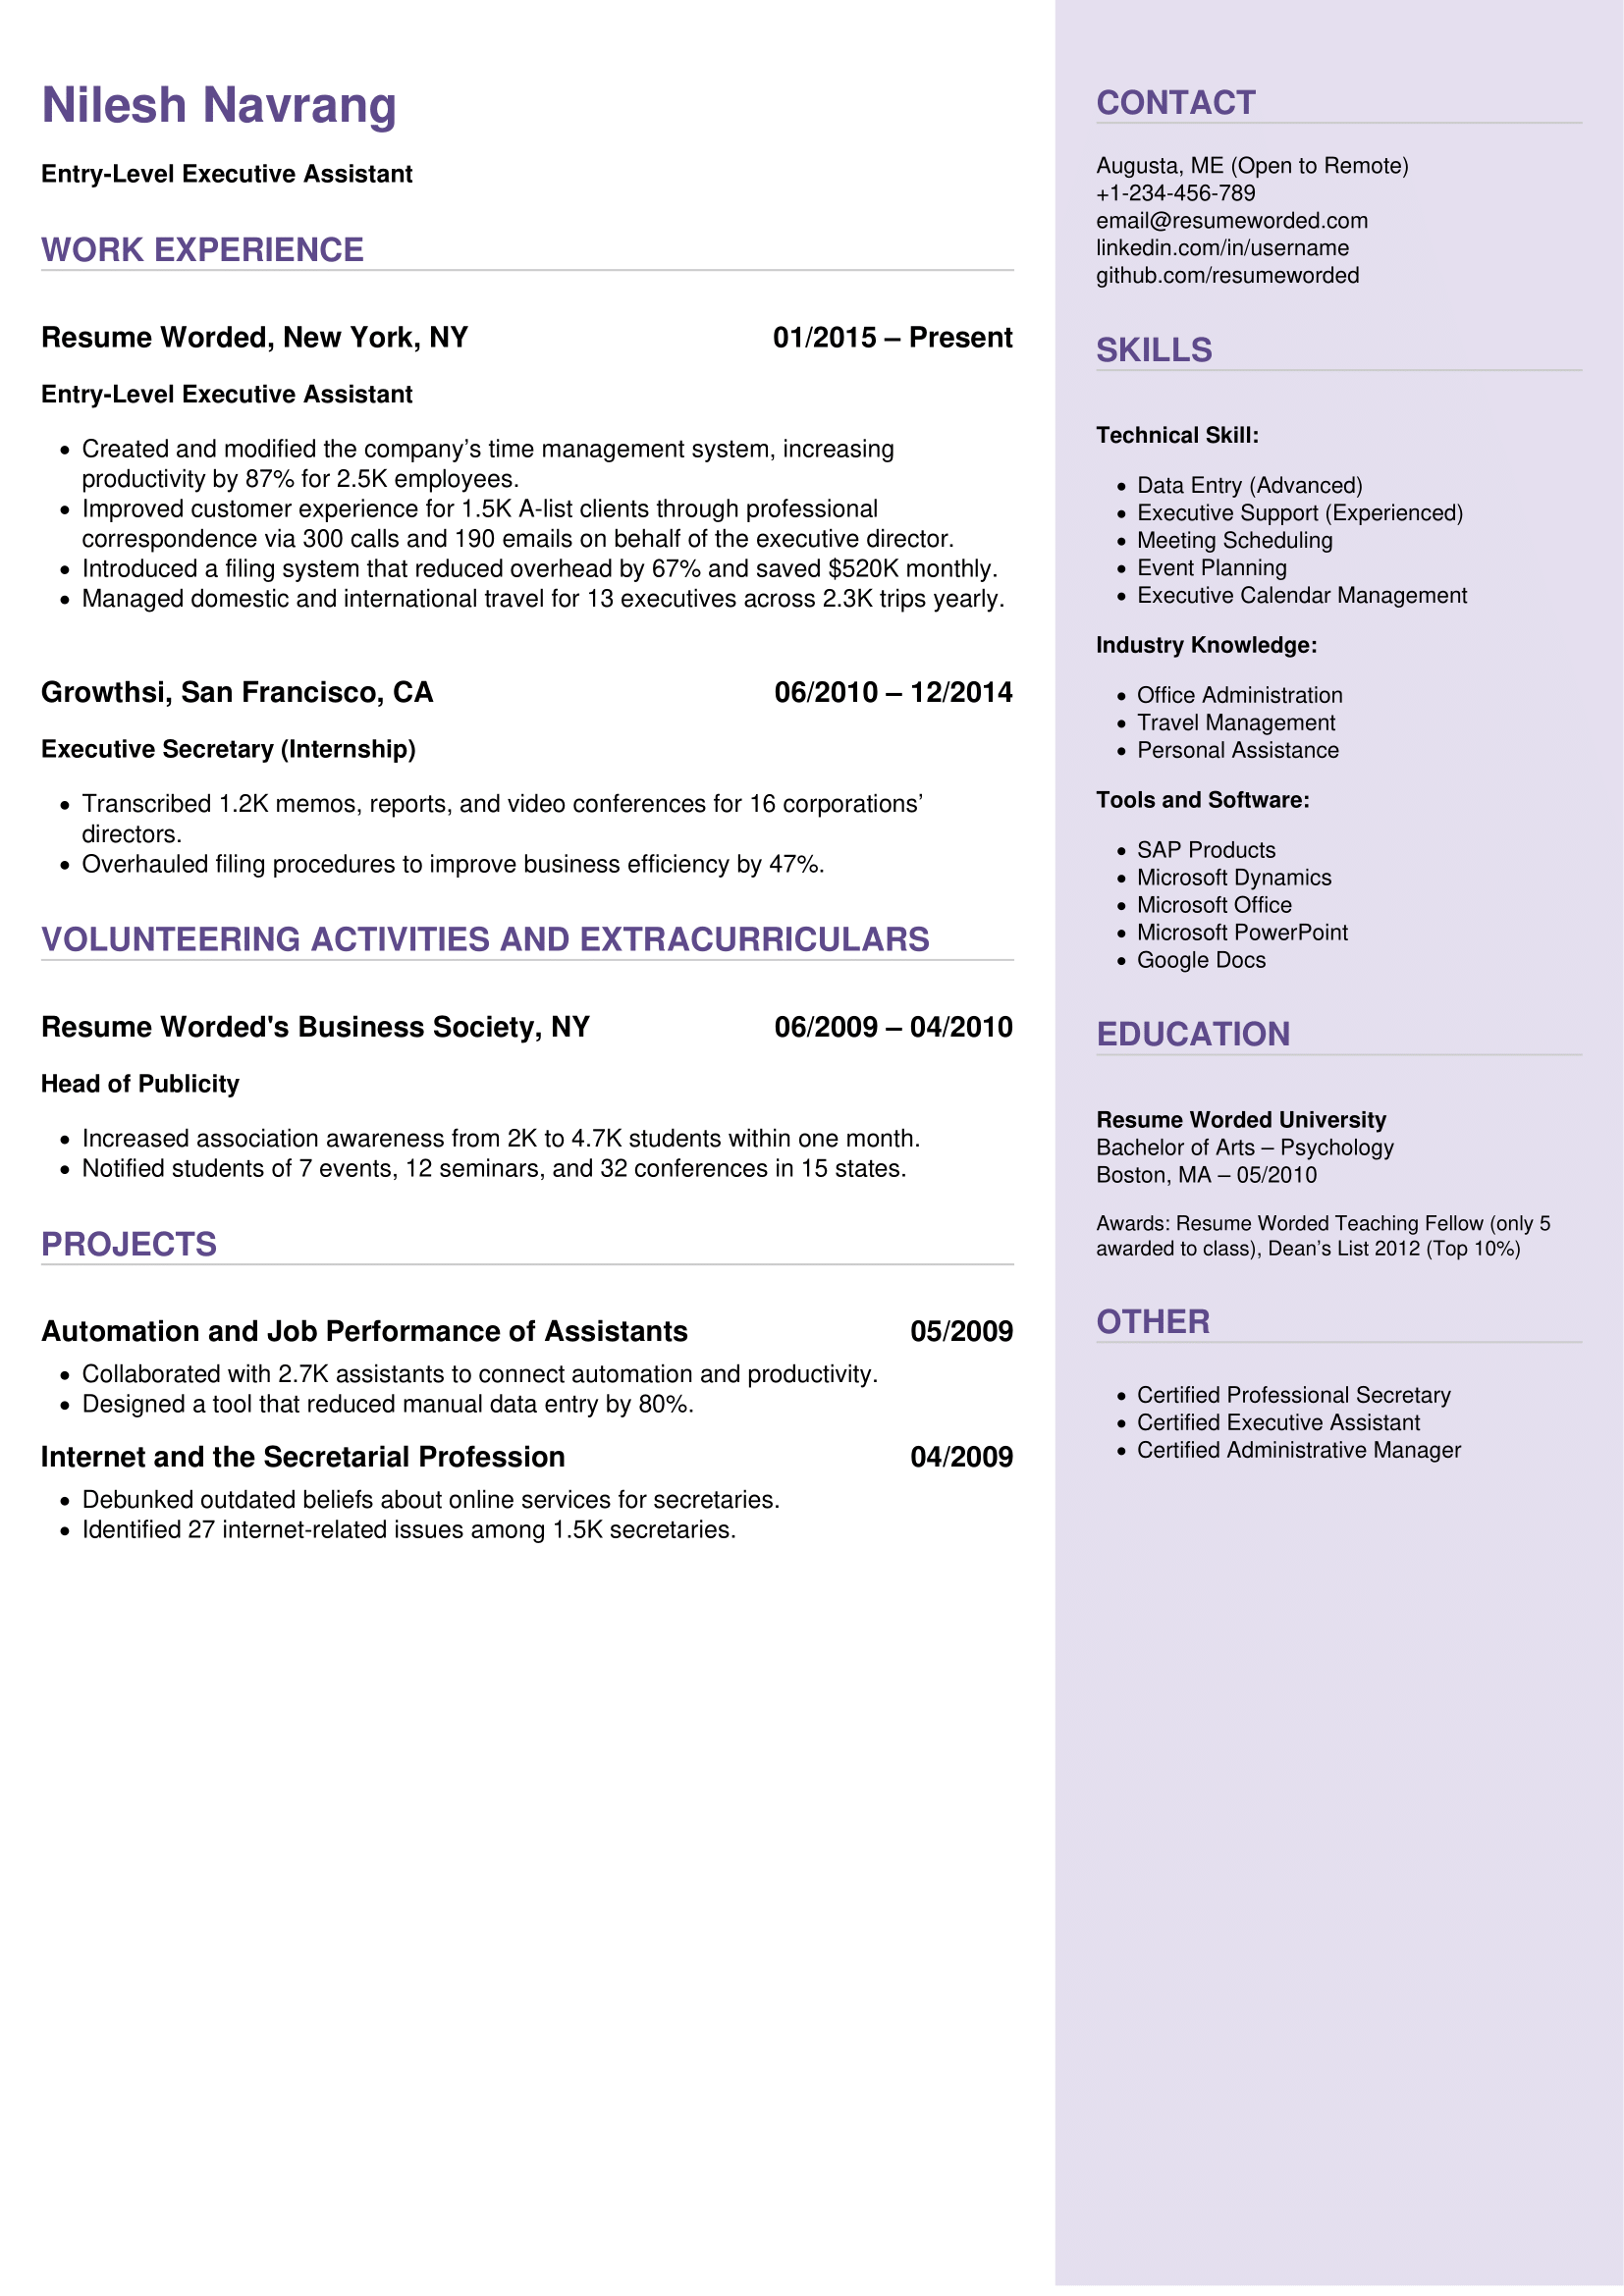 Nilesh Navrang
Entry-Level Executive Assistant
WORK EXPERIENCE
Resume Worded, New York, NY 01/2015 – Present
Entry-Level Executive Assistant
• Created and modified the company’s time management system, increasing
productivity by 87% for 2.5K employees.
• Improved customer experience for 1.5K A-list clients through professional
correspondence via 300 calls and 190 emails on behalf of the executive director.
• Introduced a filing system that reduced overhead by 67% and saved $520K monthly.
• Managed domestic and international travel for 13 executives across 2.3K trips yearly.
Growthsi, San Francisco, CA 06/2010 – 12/2014
Executive Secretary (Internship)
• Transcribed 1.2K memos, reports, and video conferences for 16 corporations’
directors.
• Overhauled filing procedures to improve business efficiency by 47%.
VOLUNTEERING ACTIVITIES AND EXTRACURRICULARS
Resume Worded's Business Society, NY 06/2009 – 04/2010
Head of Publicity
• Increased association awareness from 2K to 4.7K students within one month.
• Notified students of 7 events, 12 seminars, and 32 conferences in 15 states.
PROJECTS
Automation and Job Performance of Assistants 05/2009
• Collaborated with 2.7K assistants to connect automation and productivity.
• Designed a tool that reduced manual data entry by 80%.
Internet and the Secretarial Profession 04/2009
• Debunked outdated beliefs about online services for secretaries.
• Identified 27 internet-related issues among 1.5K secretaries.
CONTACT
Augusta, ME (Open to Remote)
+1-234-456-789
email@resumeworded.com
linkedin.com/in/username
github.com/resumeworded
SKILLS
Technical Skill:
• Data Entry (Advanced)
• Executive Support (Experienced)
• Meeting Scheduling
• Event Planning
• Executive Calendar Management
Industry Knowledge:
• Office Administration
• Travel Management
• Personal Assistance
Tools and Software:
• SAP Products
• Microsoft Dynamics
• Microsoft Office
• Microsoft PowerPoint
• Google Docs
EDUCATION
Resume Worded University
Bachelor of Arts – Psychology
Boston, MA – 05/2010
Awards: Resume Worded Teaching Fellow (only 5
awarded to class), Dean’s List 2012 (Top 10%)
OTHER
• Certified Professional Secretary
• Certified Executive Assistant
• Certified Administrative Manager